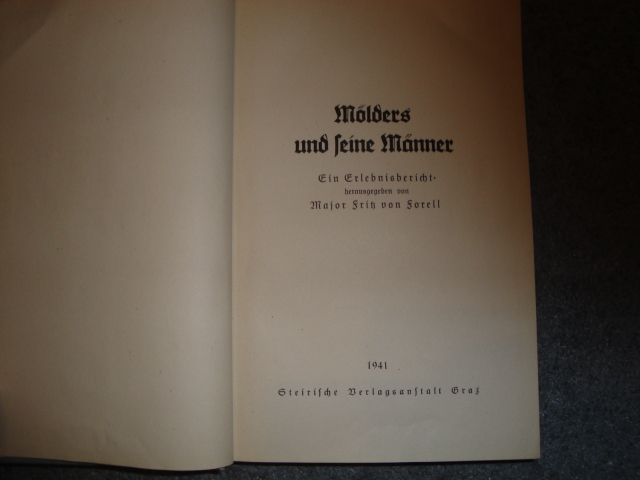 Mölders
und seine Männer
Ein Erlebnisbericht-
herausgegeben von
Major Fritz von Forell
1941
Steirische Verlagsanstalt Graz